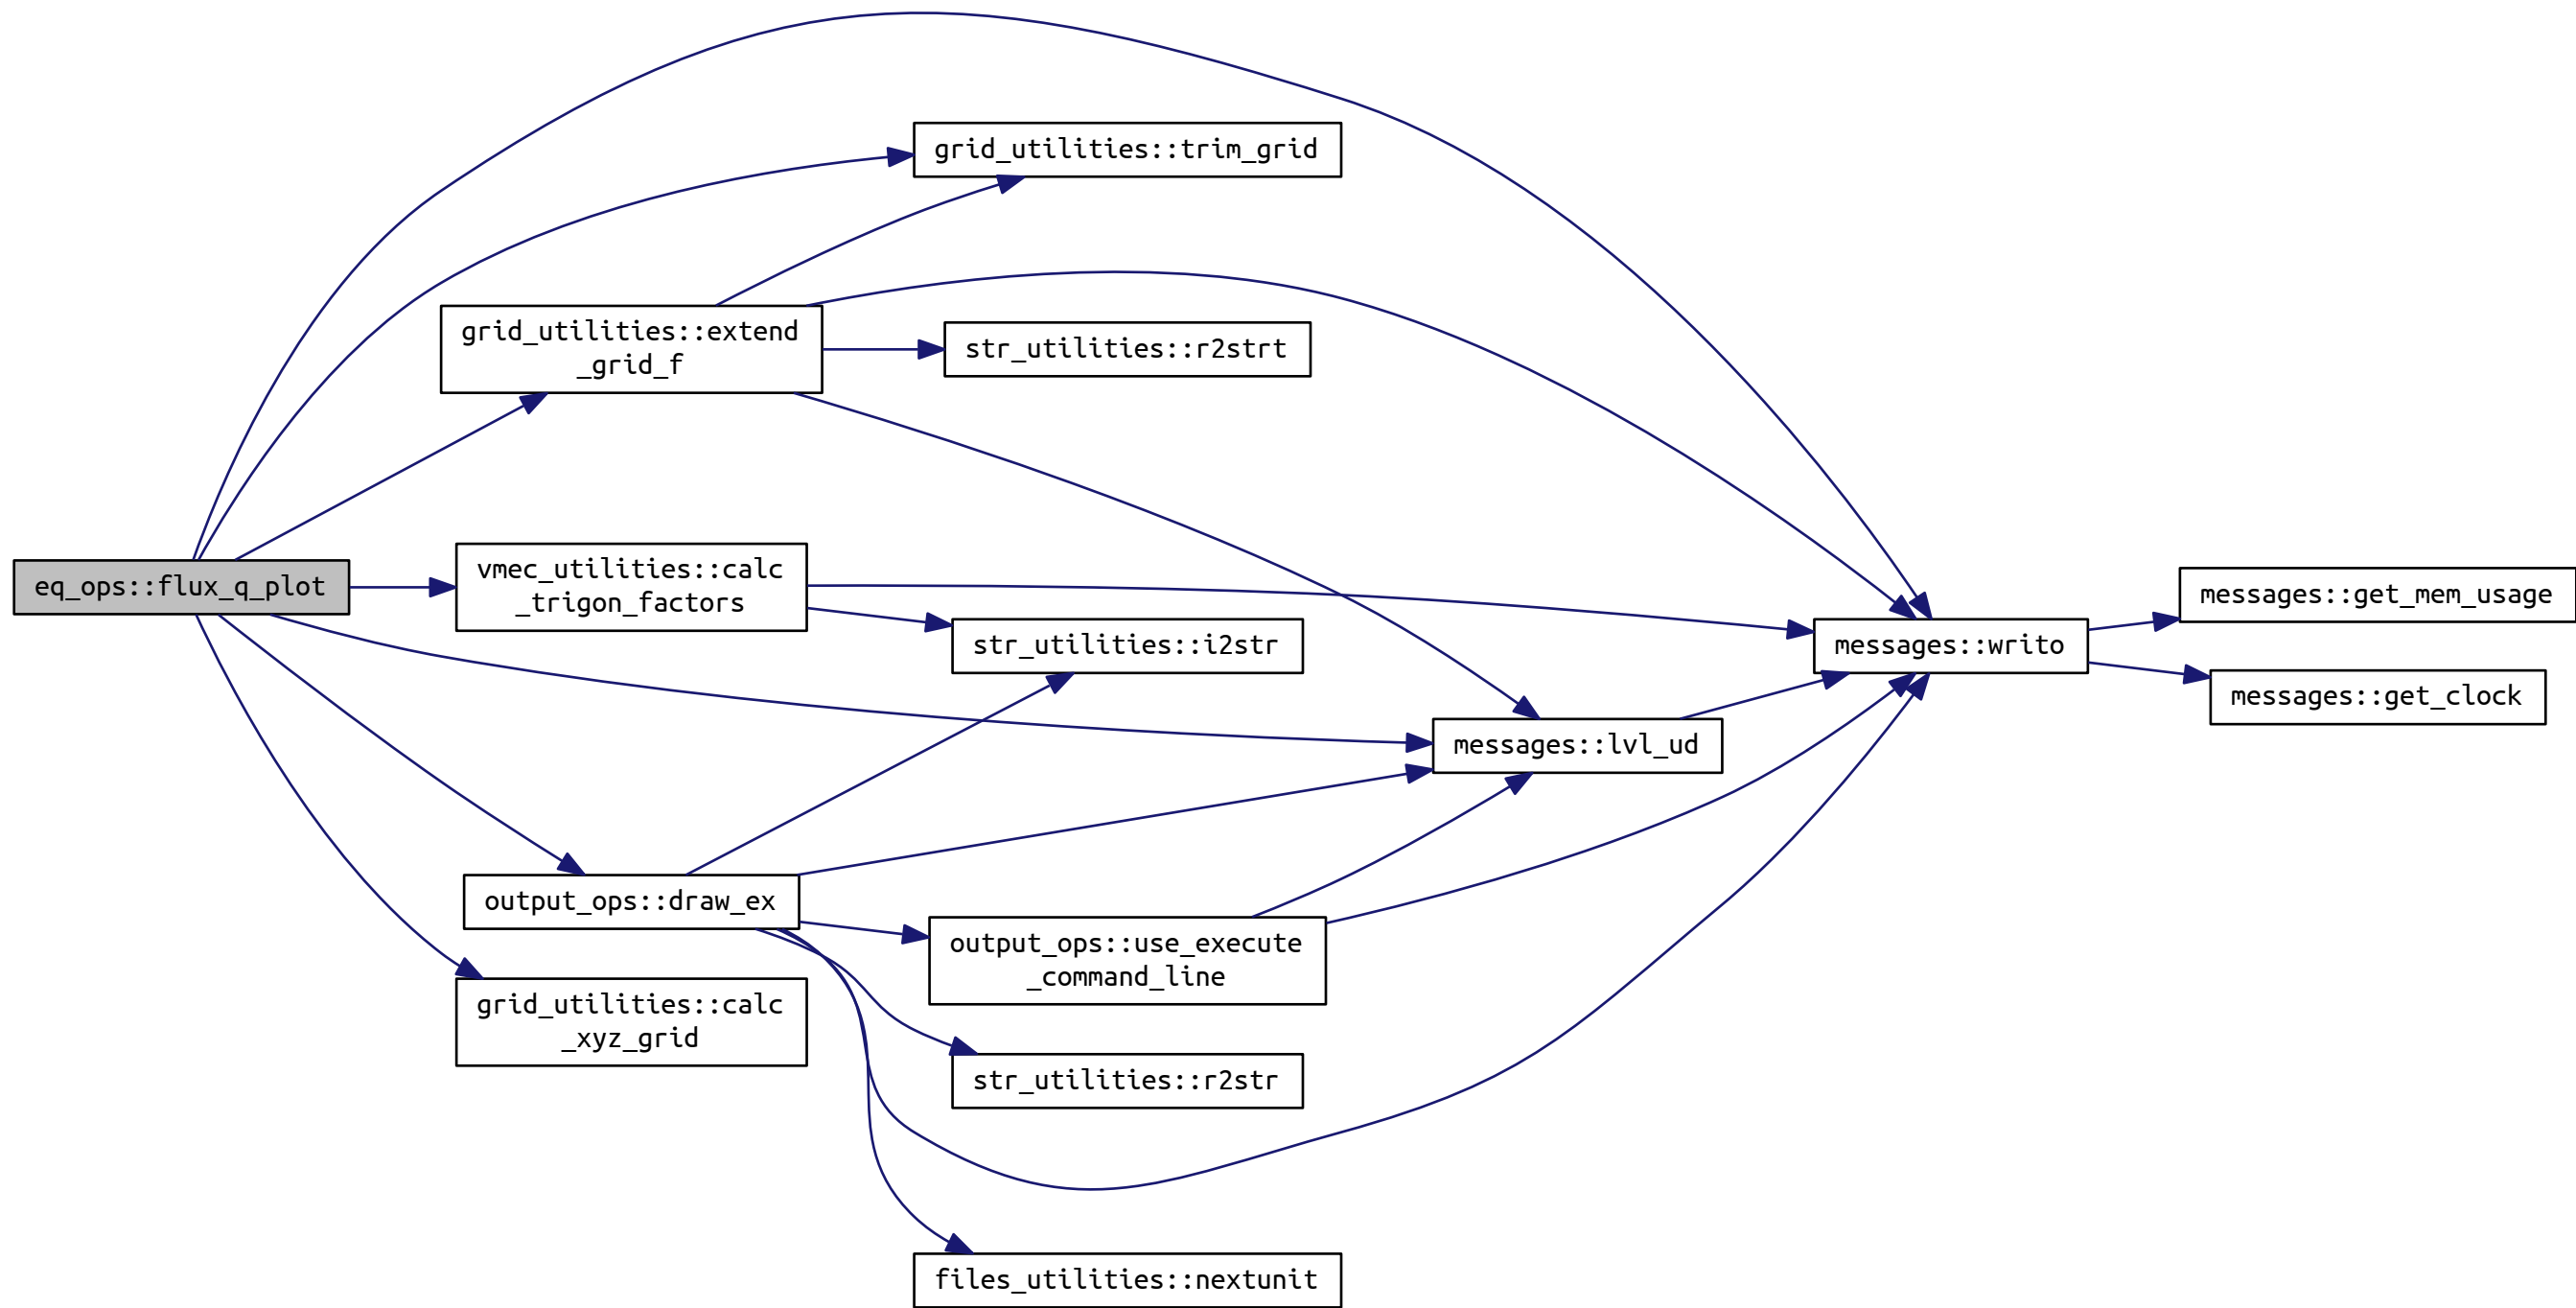 grid_utilities::trim_grid
grid_utilities::extend
_grid_f
str_utilities::r2strt
eq_ops::flux_q_plot
vmec_utilities::calc
_trigon_factors
str_utilities::i2str
messages::writo
messages::get_mem_usage
messages::get_clock
messages::lvl_ud
output_ops::draw_ex
output_ops::use_execute
_command_line
grid_utilities::calc
_xyz_grid
str_utilities::r2str
files_utilities::nextunit